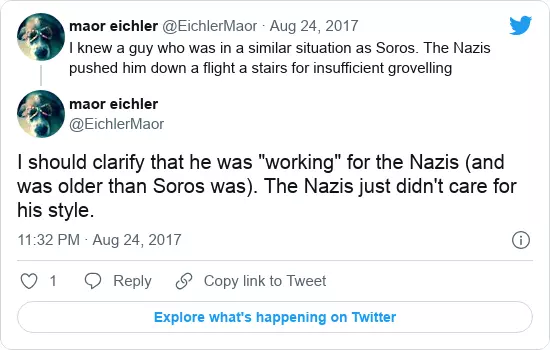 maor eichler @EichlerMaor · Aug 24, 2017
I knew a guy who was in a similar situation as Soros. The Nazis
pushed him down a flight a stairs for insufficient grovelling
maor eichler
@EichlerMaor
I should clarify that he was "working" for the Nazis (and
was older than Soros was). The Nazis just didn't care for
his style.
11:32 PM · Aug 24, 2017
1 Reply Copy link to Tweet
Explore what's happening on Twitter